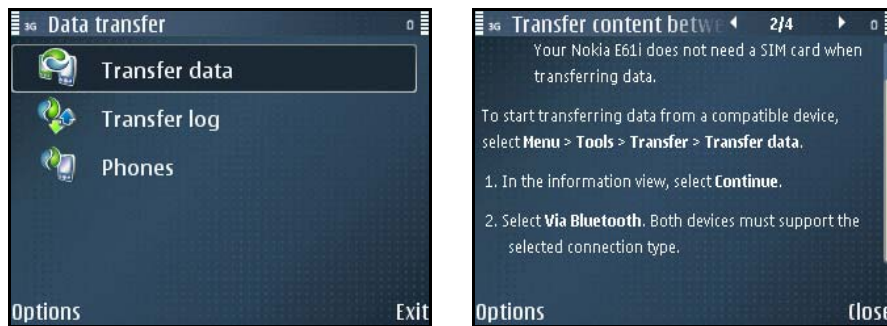 3G Data transfer
Transfer data
Transfer log
Phones
Options Exit
3G Transfer content betwe 2/4
Your Nokia E61i does not need a SIM card when
transferring data.
To start transferring data from a compatible device,
select Menu > Tools > Transfer > Transfer data.
1. In the information view, select Continue.
2. Select Via Bluetooth. Both devices must support the
selected connection type.
Options Close